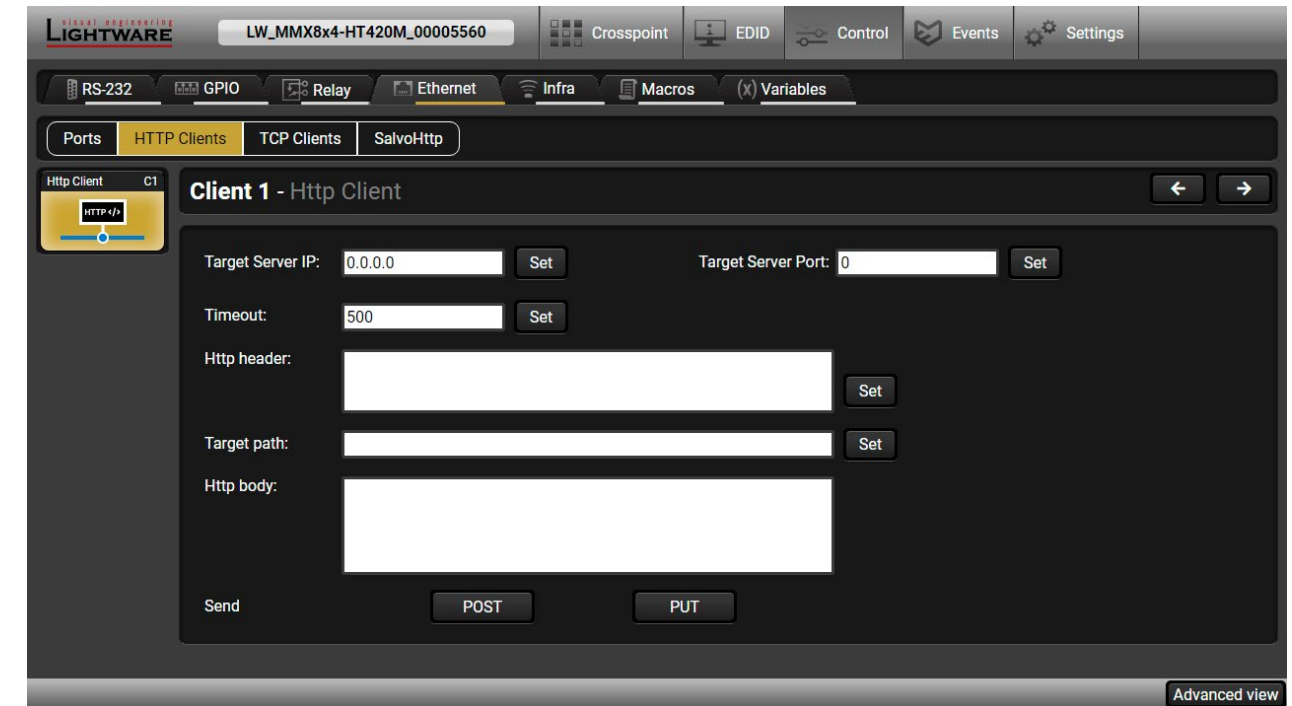 visual engineering
LIGHTWARE
LW_MMX8x4-HT420M_00005560
Crosspoint
EDID
Control
Events
Settings
RS-232
GPIO
Relay
Ethernet
Infra
Macros
(x) Variables
Ports
HTTP Clients
TCP Clients
SalvoHttp
Http Client C1
HTTP </>
Client 1 - Http Client
Target Server IP: 0.0.0.0 Set Target Server Port: 0 Set
Timeout: 500 Set
Http header:
Set
Target path: Set
Http body:
Send POST PUT
Advanced view